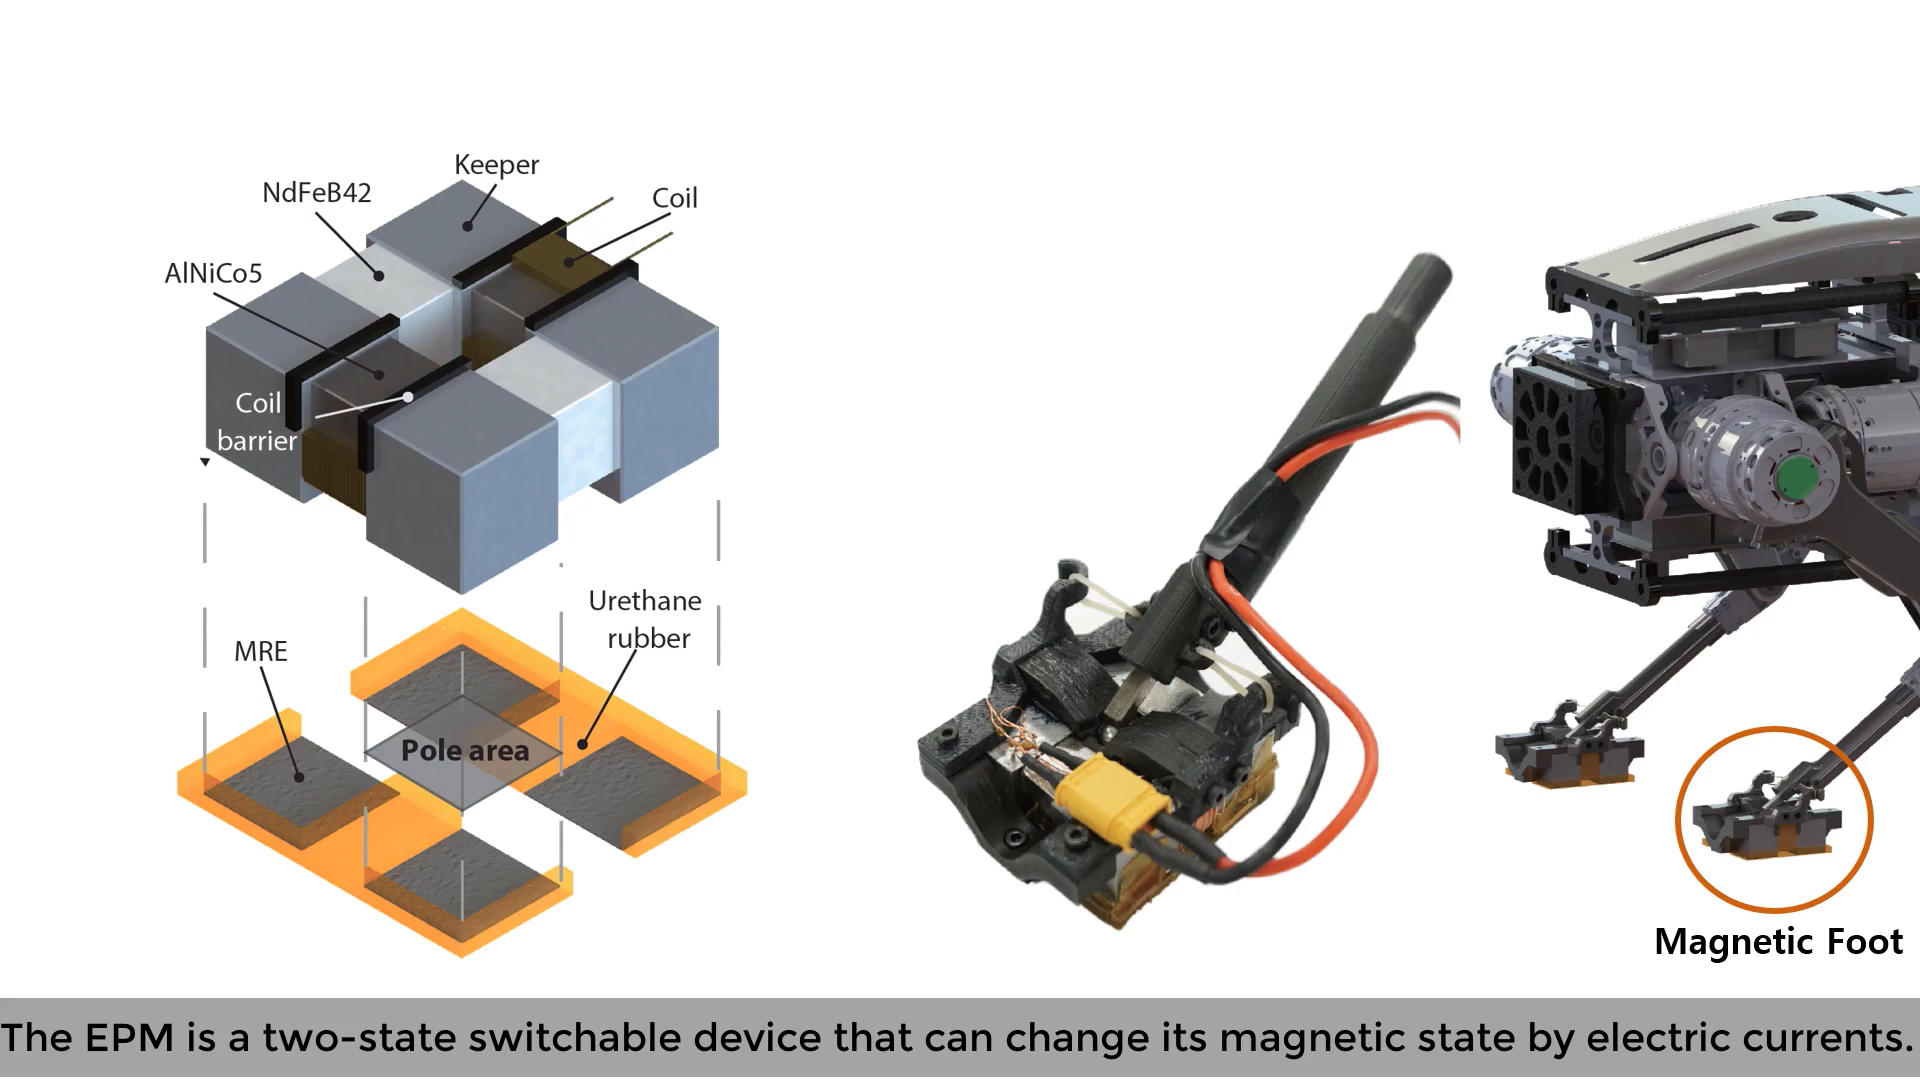 Keeper
NdFeB42
Coil
AlNiCo5
Coil
barrier
Urethane
rubber
MRE
Pole area
Magnetic Foot
The EPM is a two-state switchable device that can change its magnetic state by electric currents.